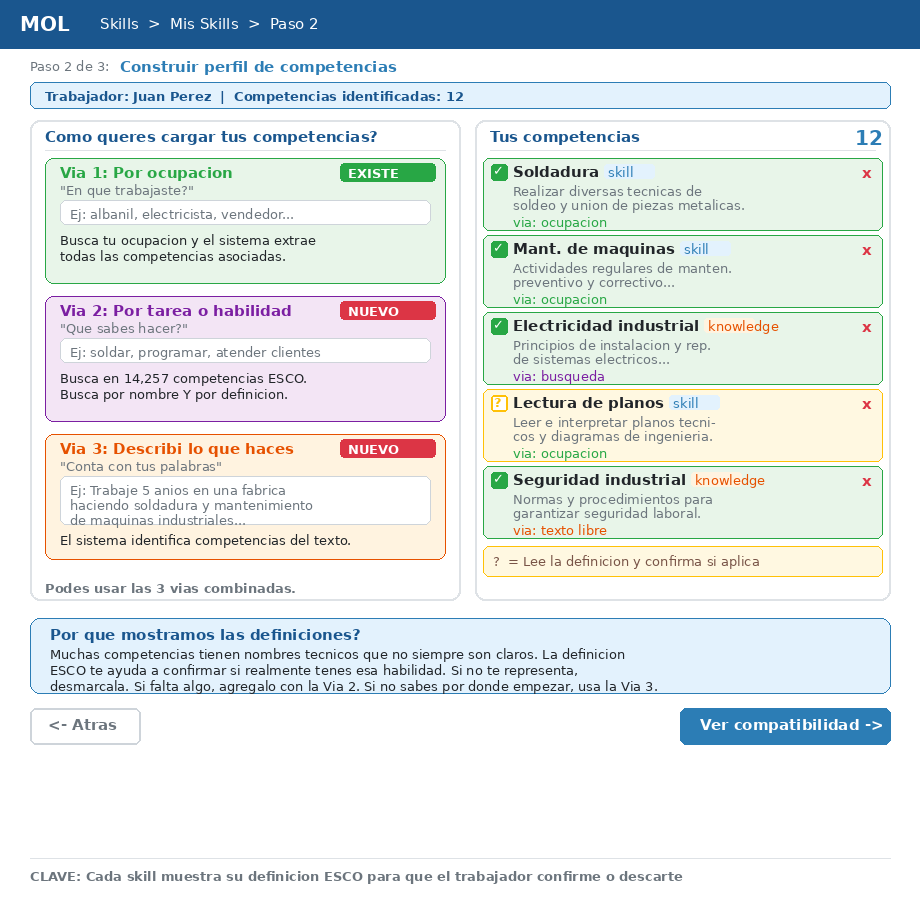 MOL Skills > Mis Skills > Paso 2
Paso 2 de 3: Construir perfil de competencias
Trabajador: Juan Perez | Competencias identificadas: 12
Como queres cargar tus competencias?
Via 1: Por ocupacion EXISTE
"En que trabajaste?"
Ej: albanil, electricista, vendedor...
Busca tu ocupacion y el sistema extrae
todas las competencias asociadas.
Via 2: Por tarea o habilidad NUEVO
"Que sabes hacer?"
Ej: soldar, programar, atender clientes
Busca en 14,257 competencias ESCO.
Busca por nombre Y por definicion.
Via 3: Describi lo que haces NUEVO
"Conta con tus palabras"
Ej: Trabaje 5 anios en una fabrica
haciendo soldadura y mantenimiento
de maquinas industriales...
El sistema identifica competencias del texto.
Podes usar las 3 vias combinadas.
Tus competencias 12
✓ Soldadura skill x
Realizar diversas tecnicas de
soldeo y union de piezas metalicas.
via: ocupacion
✓ Mant. de maquinas skill x
Actividades regulares de manten.
preventivo y correctivo...
via: ocupacion
✓ Electricidad industrial knowledge x
Principios de instalacion y rep.
de sistemas electricos...
via: busqueda
? Lectura de planos skill x
Leer e interpretar planos tecni-
cos y diagramas de ingenieria.
via: ocupacion
✓ Seguridad industrial knowledge x
Normas y procedimientos para
garantizar seguridad laboral.
via: texto libre
? = Lee la definicion y confirma si aplica
Por que mostramos las definiciones?
Muchas competencias tienen nombres tecnicos que no siempre son claros. La definicion
ESCO te ayuda a confirmar si realmente tenes esa habilidad. Si no te representa,
desmarcala. Si falta algo, agregalo con la Via 2. Si no sabes por donde empezar, usa la Via 3.
<- Atras
Ver compatibilidad ->
CLAVE: Cada skill muestra su definicion ESCO para que el trabajador confirme o descarte